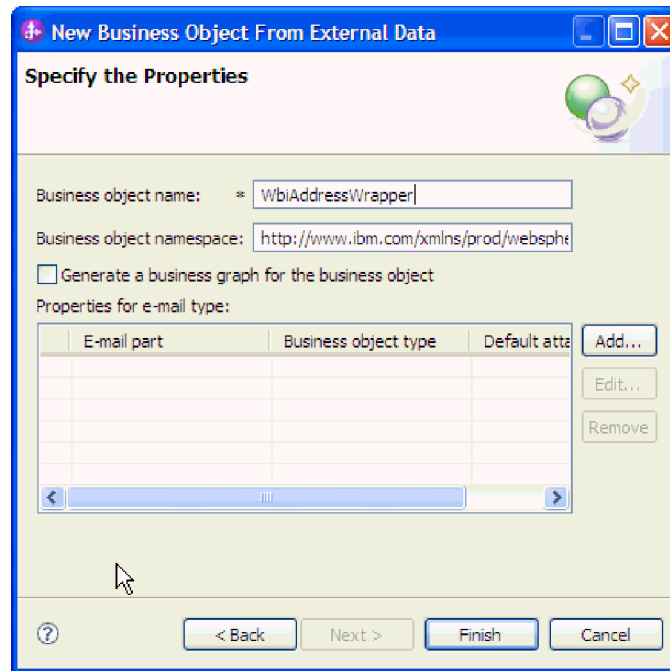 New Business Object From External Data
Specify the Properties
Business object name: * WbiAddressWrapper
Business object namespace: http://www.ibm.com/xmlns/prod/websphe
Generate a business graph for the business object
Properties for e-mail type:
E-mail part Business object type Default atta Add...
Edit...
Remove
? < Back Next > Finish Cancel